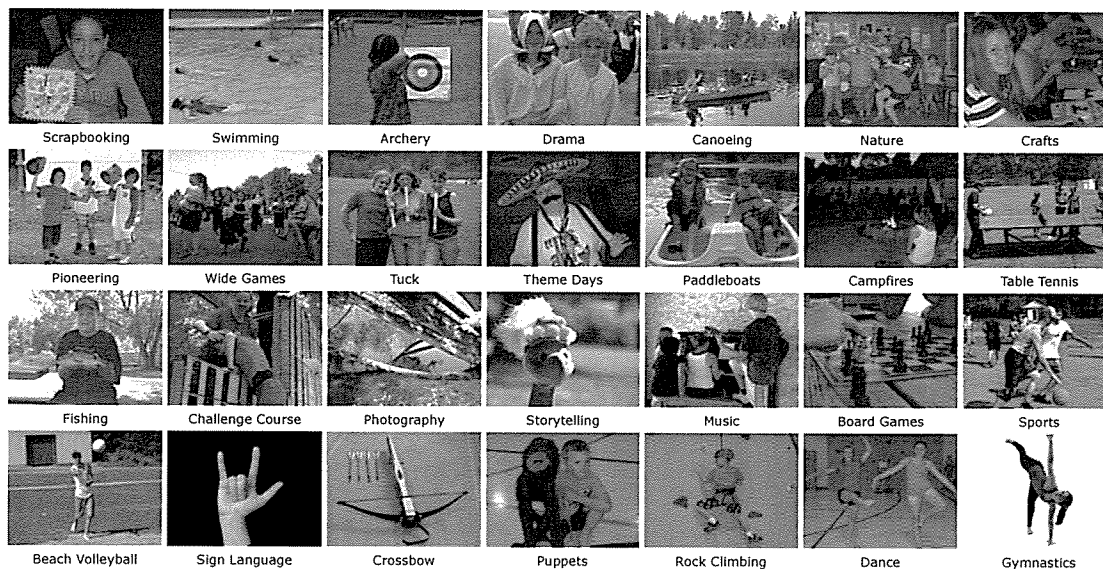 Scrapbooking Swimming Archery Drama Canoeing Nature Crafts
Pioneering Wide Games Tuck Theme Days Paddleboats Campfires Table Tennis
Fishing Challenge Course Photography Storytelling Music Board Games Sports
Beach Volleyball Sign Language Crossbow Puppets Rock Climbing Dance Gymnastics